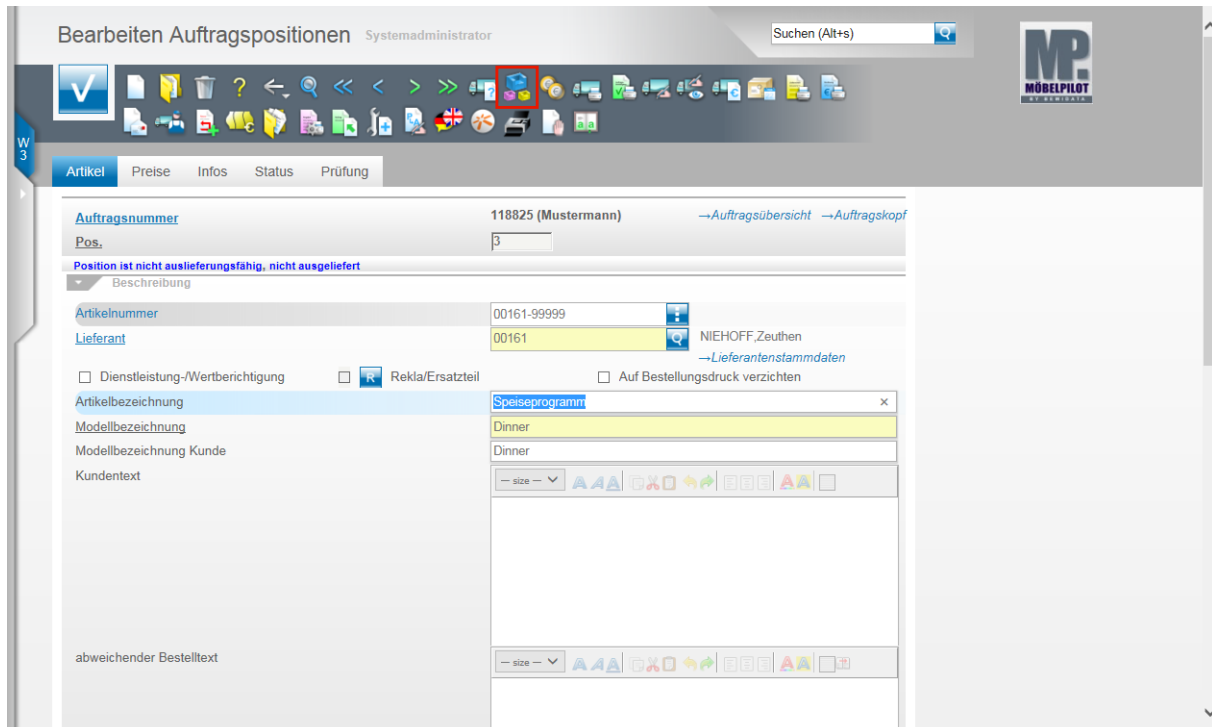 Bearbeiten Auftragspositionen Systemadministrator
Suchen (Alt+s)
MP.
MÖBELPILOT
BY BEWIDATA
W
3
Artikel Preise Infos Status Prüfung
Auftragsnummer 118825 (Mustermann) →Auftragsübersicht →Auftragskopf
Pos. 3
Position ist nicht auslieferungsfähig, nicht ausgeliefert
Beschreibung
Artikelnummer 00161-99999
Lieferant 00161 NIEHOFF,Zeuthen
→Lieferantenstammdaten
Dienstleistung-/Wertberichtigung R Rekla/Ersatzteil Auf Bestellungsdruck verzichten
Artikelbezeichnung Speiseprogramm ×
Modellbezeichnung Dinner
Modellbezeichnung Kunde Dinner
Kundentext — size — A A A A A
abweichender Bestelltext — size — A A A A A